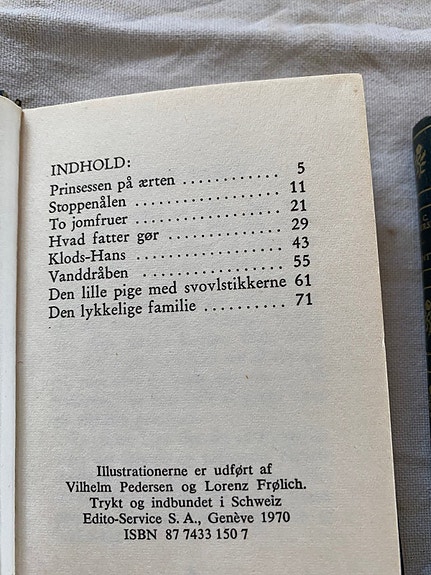 INDHOLD:
Prinsessen på ærten ............ 5
Stoppenålen ............ 11
To jomfruer ............ 21
Hvad fatter gør ............ 29
Klods-Hans ............ 43
Vanddråben ............ 55
Den lille pige med svovlstikkerne 61
Den lykkelige familie .......... 71
Illustrationerne er udført af
Vilhelm Pedersen og Lorenz Frølich.
Trykt og indbundet i Schweiz
Edito-Service S. A., Genève 1970
ISBN 87 7433 150 7